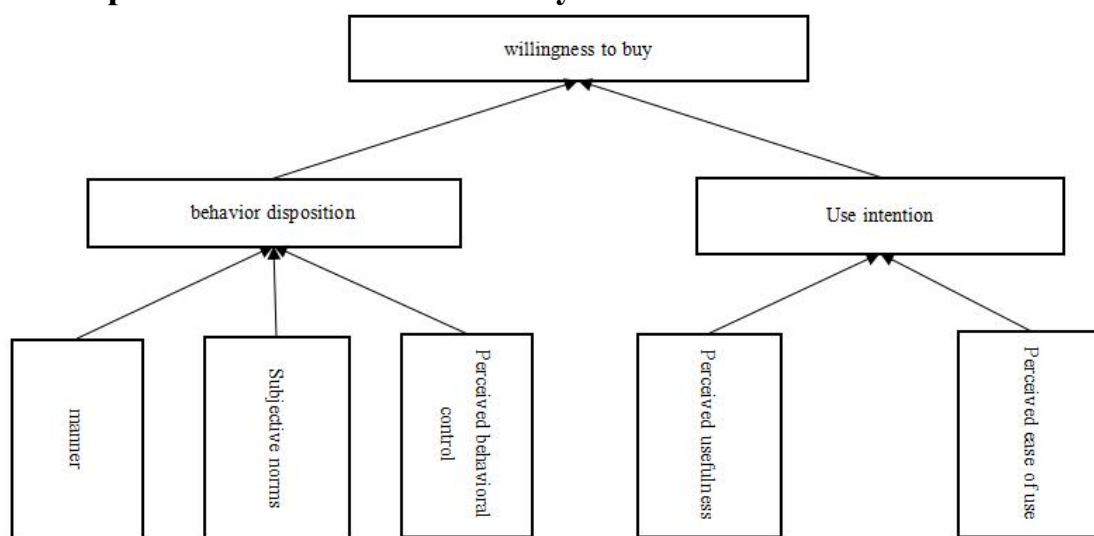 willingness to buy
behavior disposition
Use intention
manner
Subjective norms
Perceived behavioral
control
Perceived usefulness
Perceived ease of use